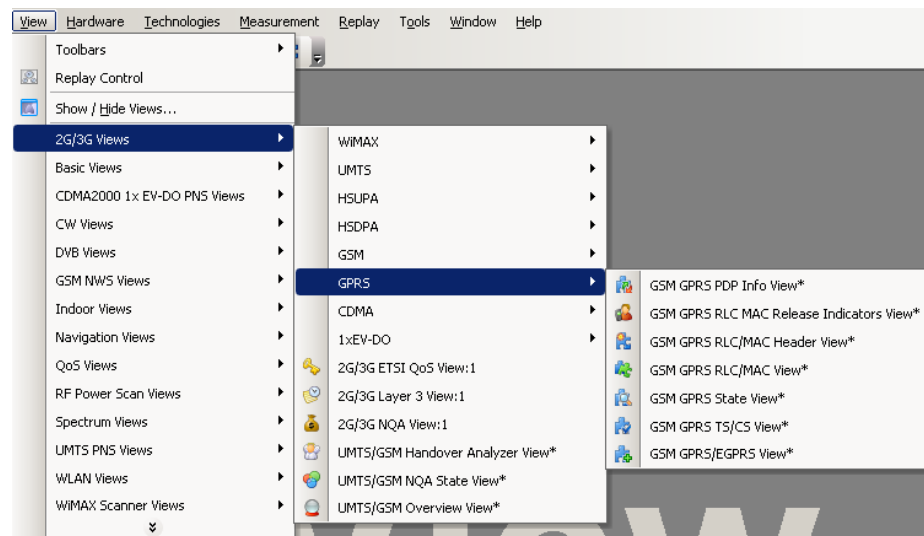 View Hardware Technologies Measurement Replay Tools Window Help
Toolbars
Replay Control
Show / Hide Views...
2G/3G Views
Basic Views
CDMA2000 1x EV-DO PNS Views
CW Views
DVB Views
GSM NWS Views
Indoor Views
Navigation Views
QoS Views
RF Power Scan Views
Spectrum Views
UMTS PNS Views
WLAN Views
WiMAX Scanner Views
WiMAX
UMTS
HSUPA
HSDPA
GSM
GPRS
CDMA
1xEV-DO
2G/3G ETSI QoS View:1
2G/3G Layer 3 View:1
2G/3G NQA View:1
UMTS/GSM Handover Analyzer View*
UMTS/GSM NQA State View*
UMTS/GSM Overview View*
GSM GPRS PDP Info View*
GSM GPRS RLC MAC Release Indicators View*
GSM GPRS RLC/MAC Header View*
GSM GPRS RLC/MAC View*
GSM GPRS State View*
GSM GPRS TS/CS View*
GSM GPRS/EGPRS View*